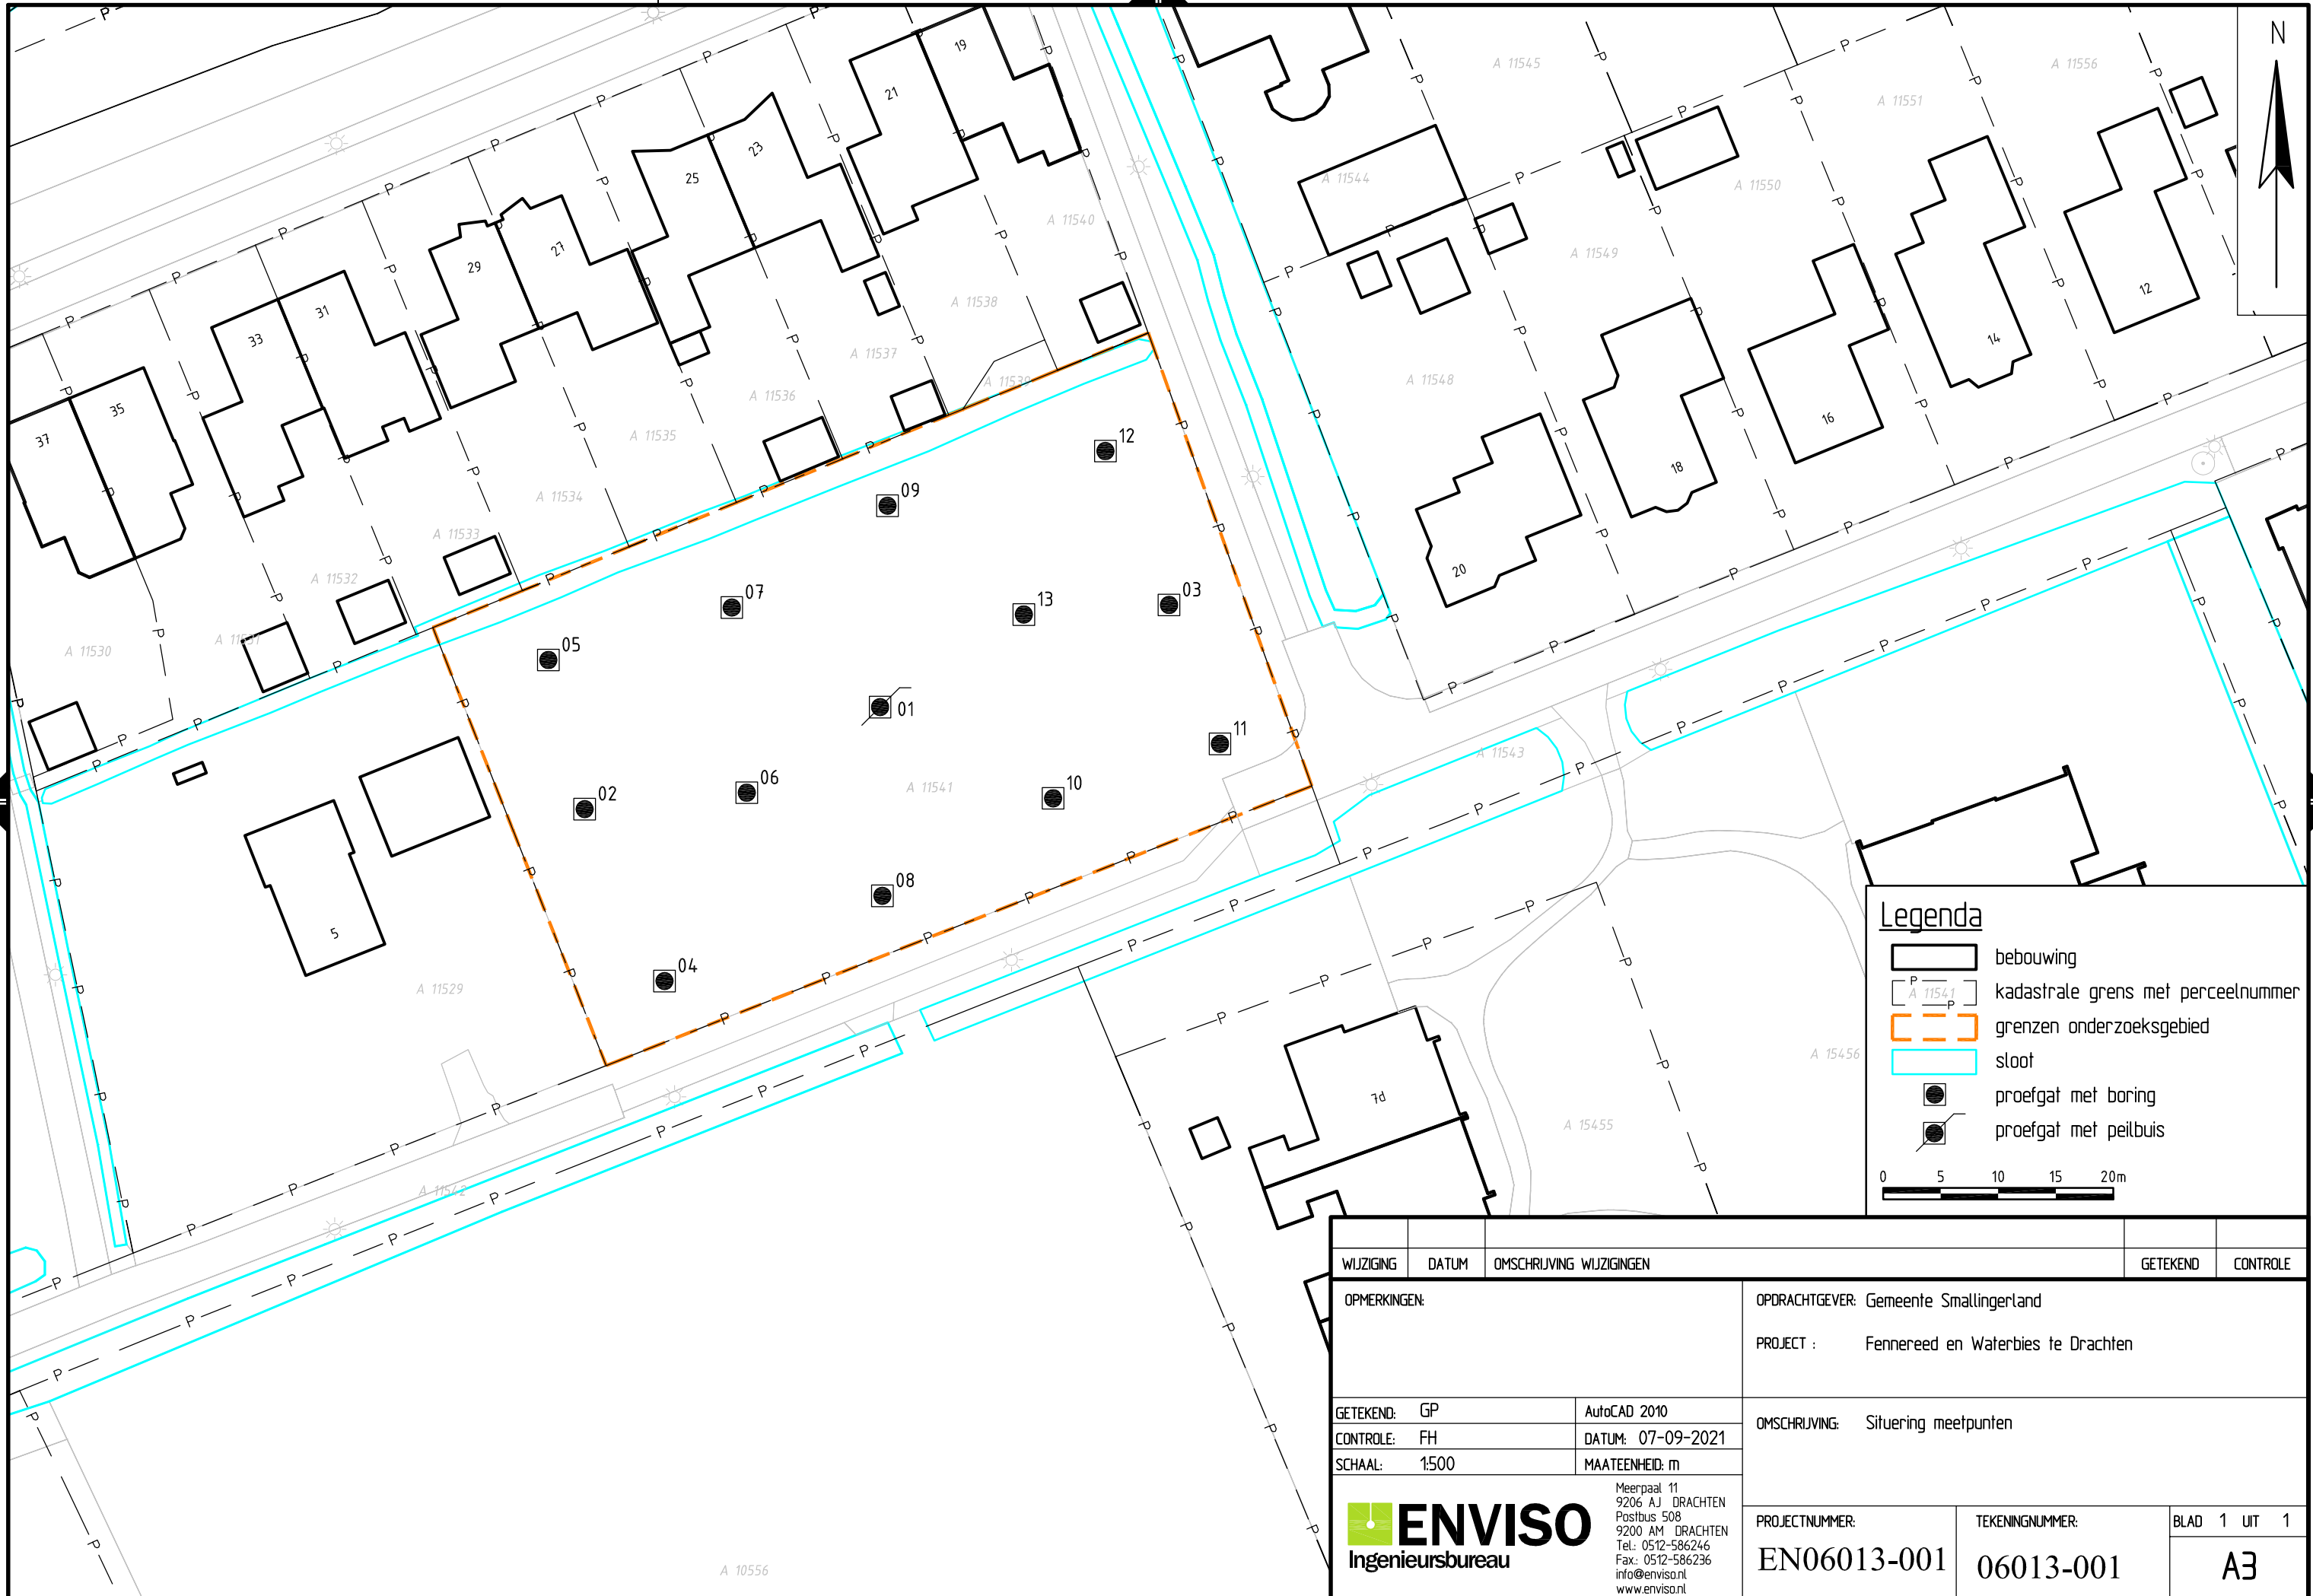 N
19
21
23
25
27
29
31
33
35
37
A 11545
A 11556
A 11551
A 11544
A 11550
A 11540
A 11549
A 11538
A 11537
A 11539
A 11536
A 11548
A 11535
A 11534
A 11533
A 11532
A 11531
A 11530
12
14
16
18
20
12
09
07
13
03
05
01
11
06
02
10
A 11541
A 11543
08
04
5
A 11529
A 11542
7d
A 15456
A 15455
A 10556
P
Legenda
bebouwing
P A 11541 P kadastrale grens met perceelnummer
grenzen onderzoeksgebied
sloot
proefgat met boring
proefgat met peilbuis
0 5 10 15 20m
WIJZIGING DATUM OMSCHRIJVING WIJZIGINGEN GETEKEND CONTROLE
OPMERKINGEN:
OPDRACHTGEVER: Gemeente Smallingerland
PROJECT : Fennereed en Waterbies te Drachten
GETEKEND: GP AutoCAD 2010
CONTROLE: FH DATUM: 07-09-2021
SCHAAL: 1:500 MAATEENHEID: m
OMSCHRIJVING: Situering meetpunten
ENVISO
Ingenieursbureau
Meerpaal 11
9206 AJ DRACHTEN
Postbus 508
9200 AM DRACHTEN
Tel.: 0512-586246
Fax.: 0512-586236
info@enviso.nl
www.enviso.nl
PROJECTNUMMER:
EN06013-001
TEKENINGNUMMER:
06013-001
BLAD 1 UIT 1
A3